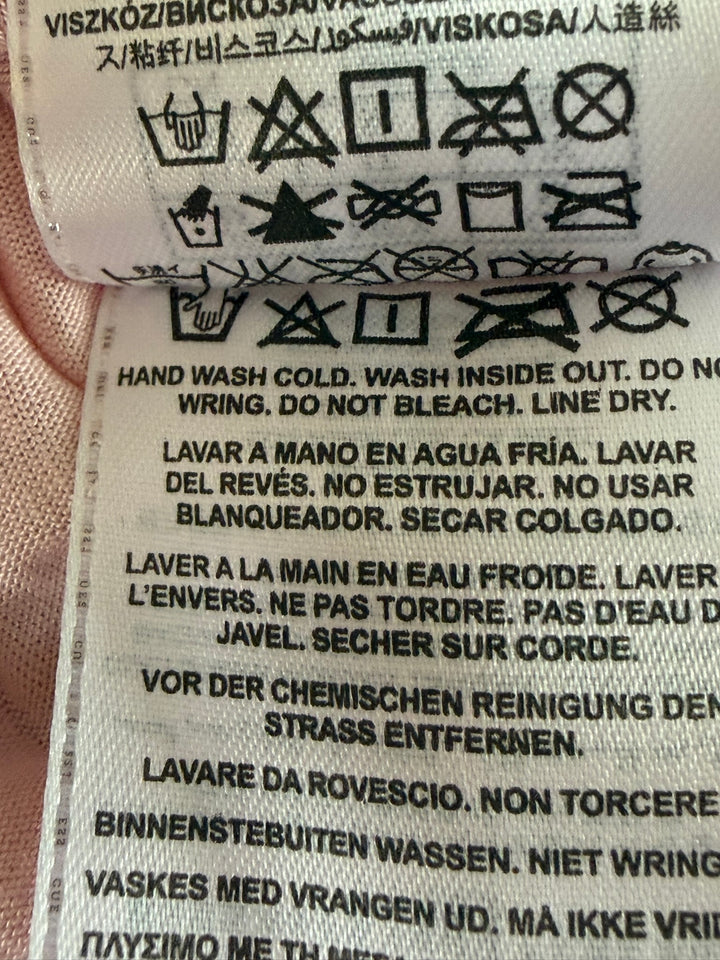 VISZKÓZ/ВИСКОЗА/
ス/粘纤/비스코스/فيسكوز/VISKOSA/人造絲
HAND WASH COLD. WASH INSIDE OUT. DO NO
WRING. DO NOT BLEACH. LINE DRY.
LAVAR A MANO EN AGUA FRÍA. LAVAR
DEL REVÉS. NO ESTRUJAR. NO USAR
BLANQUEADOR. SECAR COLGADO.
LAVER A LA MAIN EN EAU FROIDE. LAVER
L'ENVERS. NE PAS TORDRE. PAS D'EAU D
JAVEL. SECHER SUR CORDE.
VOR DER CHEMISCHEN REINIGUNG DEN
STRASS ENTFERNEN.
LAVARE DA ROVESCIO. NON TORCERE
BINNENSTEBUITEN WASSEN. NIET WRING
VASKES MED VRANGEN UD. MÅ IKKE VRI
ΠΛΥΣΙΜΟ ΜΕ ΤΗ